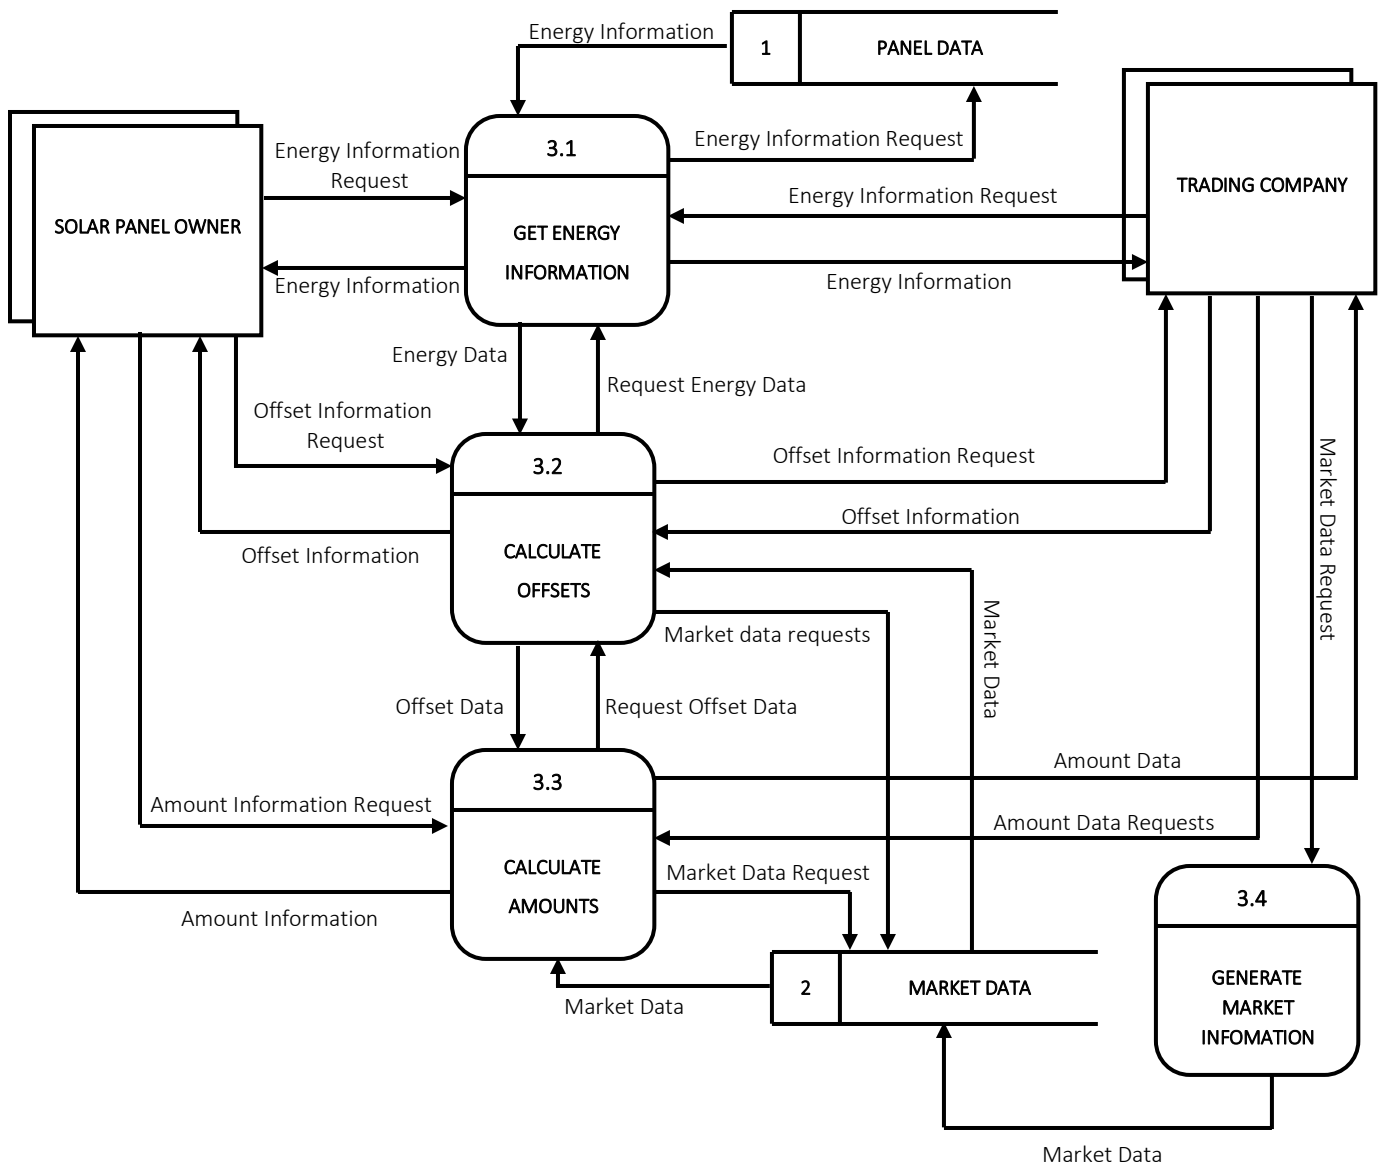 Energy Information
1
PANEL DATA
Energy Information
Request
3.1
Energy Information Request
TRADING COMPANY
Energy Information Request
SOLAR PANEL OWNER
GET ENERGY
INFORMATION
Energy Information
Energy Information
Energy Data
Request Energy Data
Offset Information
Request
3.2
Offset Information Request
Market Data Request
Offset Information
Offset Information
CALCULATE
OFFSETS
Market data requests
Market Data
Offset Data
Request Offset Data
3.3
Amount Data
Amount Information Request
Amount Data Requests
CALCULATE
AMOUNTS
Market Data Request
Amount Information
3.4
2
MARKET DATA
GENERATE
MARKET
INFOMATION
Market Data
Market Data